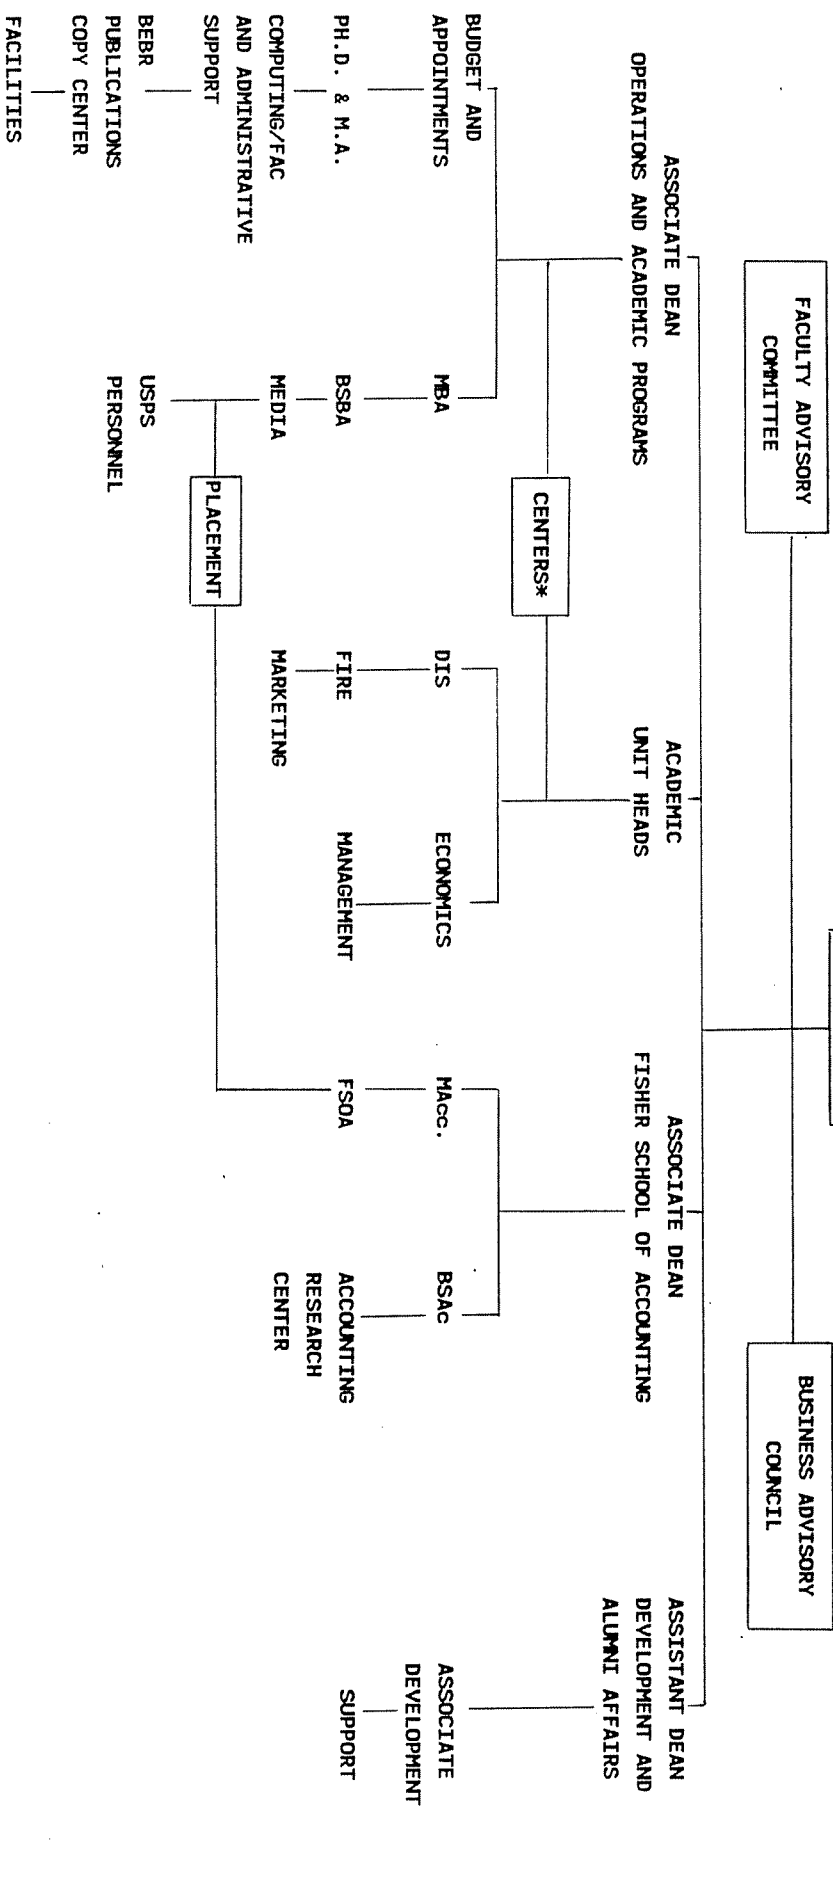 FACULTY ADVISORY
COMMITTEE
BUSINESS ADVISORY
COUNCIL
ASSOCIATE DEAN
OPERATIONS AND ACADEMIC PROGRAMS
ACADEMIC
UNIT HEADS
ASSOCIATE DEAN
FISHER SCHOOL OF ACCOUNTING
ASSISTANT DEAN
DEVELOPMENT AND
ALUMNI AFFAIRS
CENTERS*
BUDGET AND
APPOINTMENTS
PH.D. & M.A.
COMPUTING/FAC
AND ADMINISTRATIVE
SUPPORT
BEBR
PUBLICATIONS
COPY CENTER
FACILITIES
MBA
BSBA
MEDIA
USPS
PERSONNEL
PLACEMENT
DIS
FIRE
MARKETING
ECONOMICS
MANAGEMENT
MAcc.
FSOA
BSAc
ACCOUNTING
RESEARCH
CENTER
ASSOCIATE
DEVELOPMENT
SUPPORT